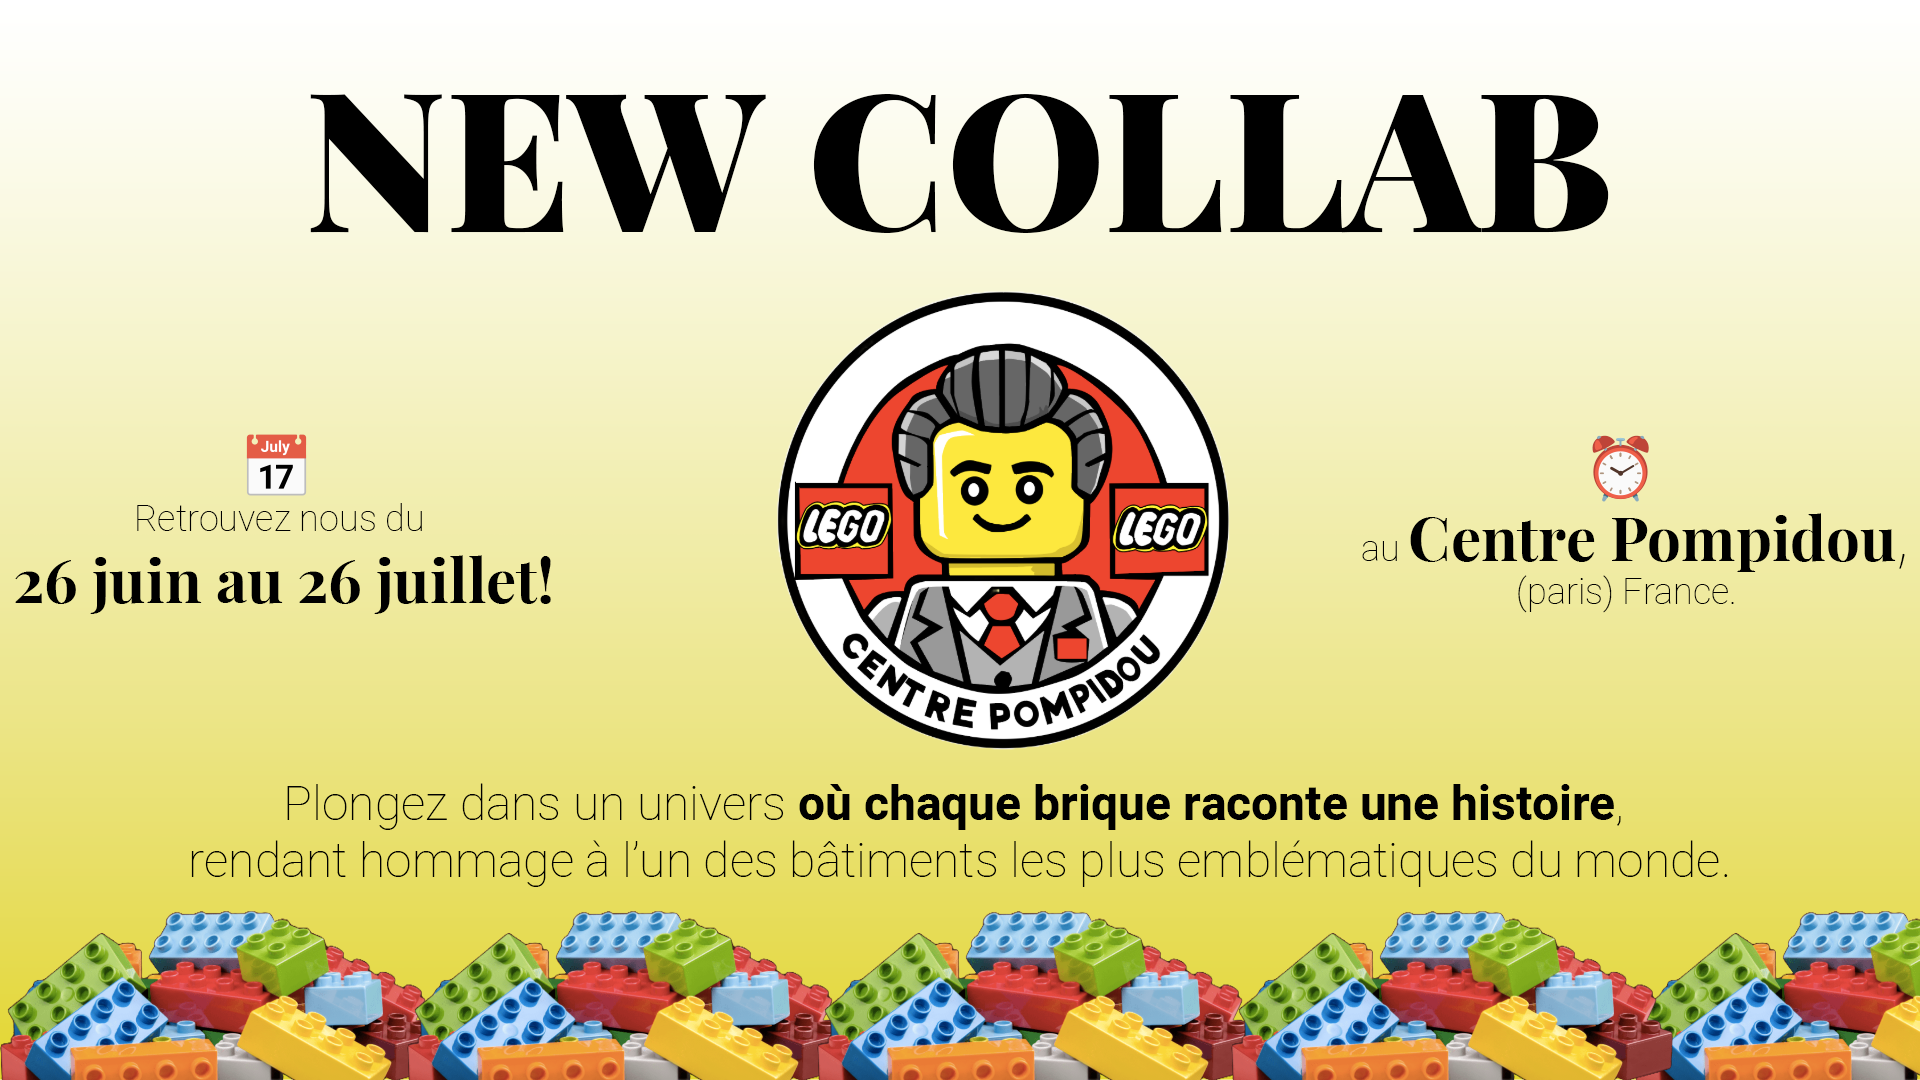 NEW COLLAB
July
17
Retrouvez nous du
26 juin au 26 juillet!
LEGO
LEGO
CENTRE POMPIDOU
au Centre Pompidou,
(paris) France.
Plongez dans un univers où chaque brique raconte une histoire,
rendant hommage à l’un des bâtiments les plus emblématiques du monde.